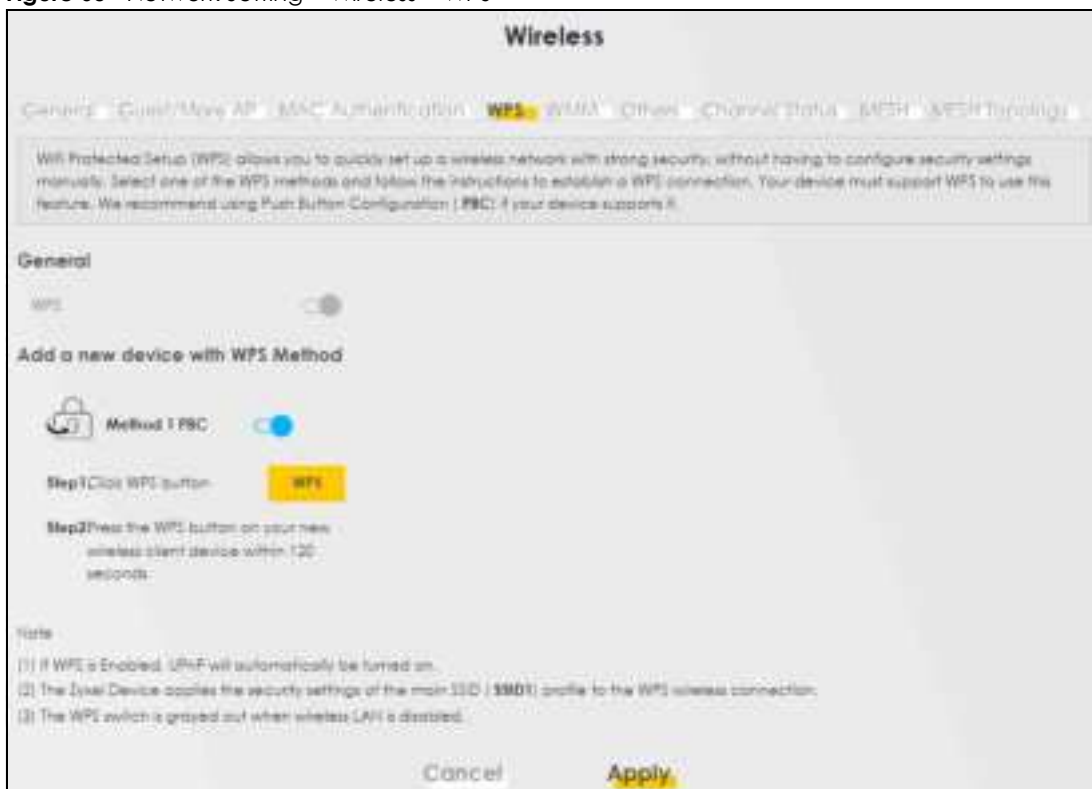 Wireless
General Guest/More AP MAC Authentication WPS WMM Others Channel Status MESH MESH Topology
Wifi Protected Setup (WPS) allows you to quickly set up a wireless network with strong security, without having to configure security settings
manually. Select one of the WPS methods and follow the instructions to establish a WPS connection. Your device must support WPS to use this
feature. We recommend using Push Button Configuration ( PBC) if your device supports it.
General
WPS
Add a new device with WPS Method
Method 1 PBC
Step1Click WPS button
WPS
Step2Press the WPS button on your new
wireless client device within 120
seconds
Note
(1) If WPS is Enabled, UPnP will automatically be turned on.
(2) The Zyxel Device applies the security settings of the main SSID ( SSID1) profile to the WPS wireless connection.
(3) The WPS switch is grayed out when wireless LAN is disabled.
Cancel Apply